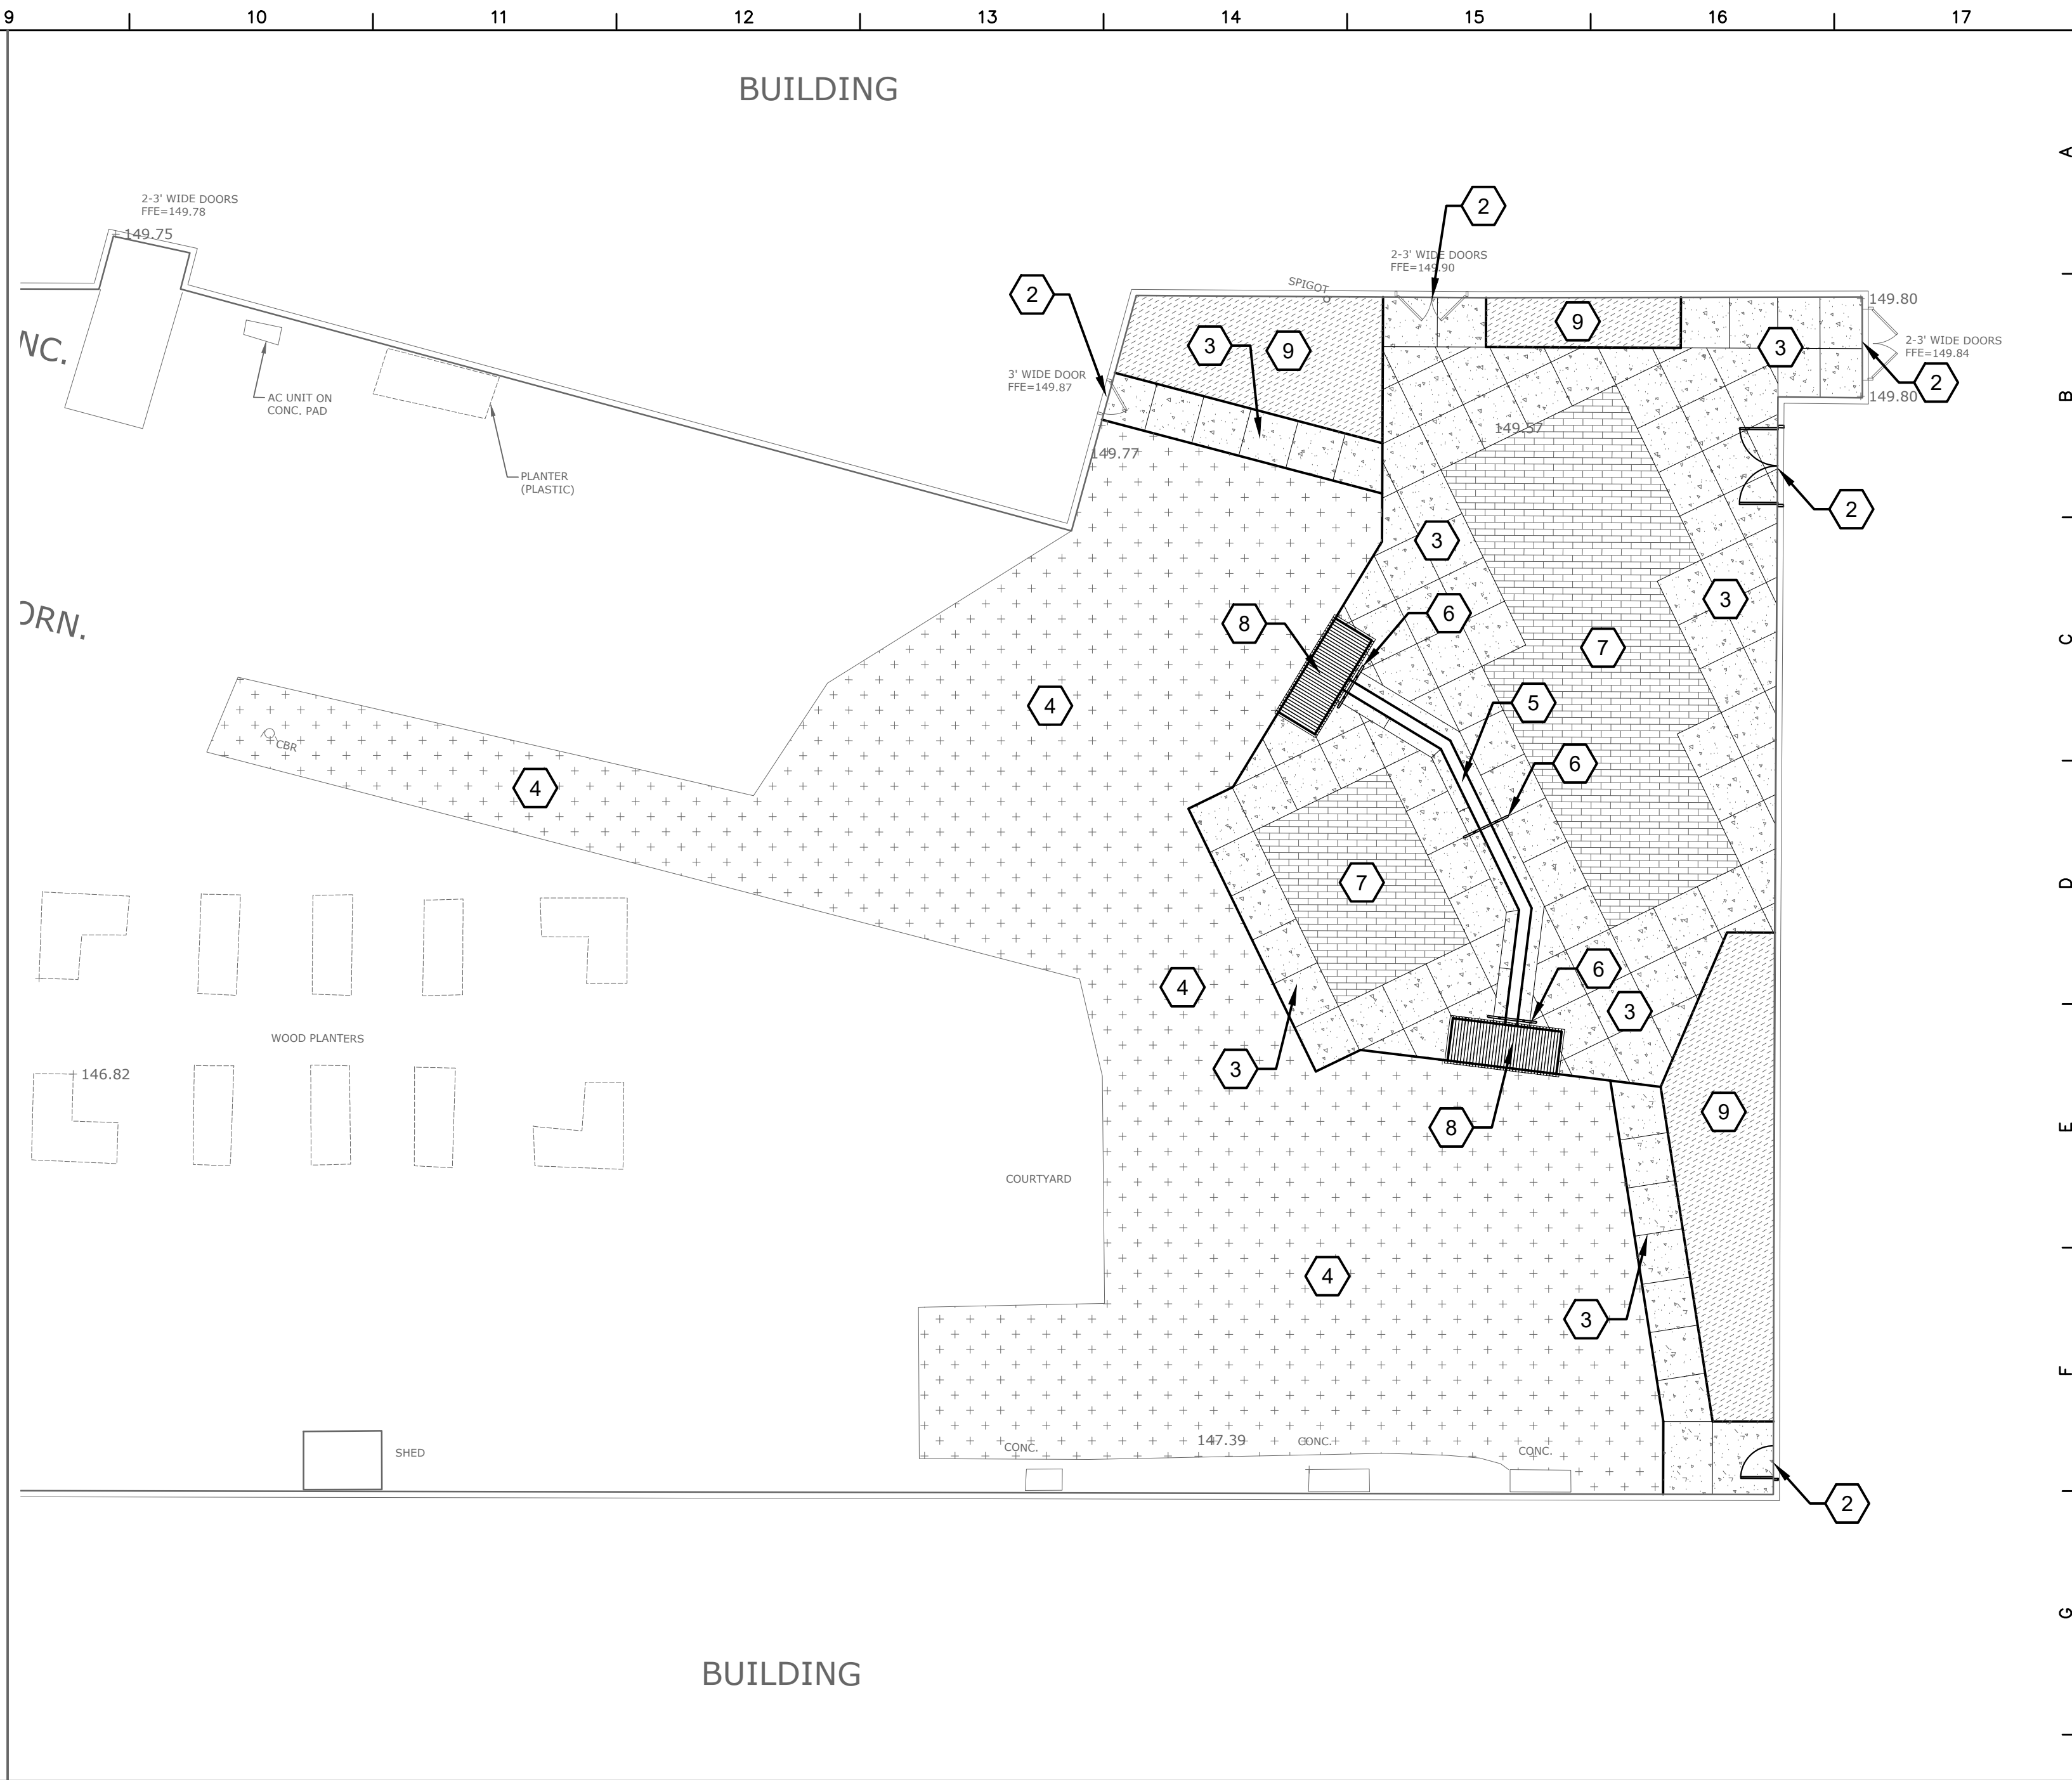 9 10 11 12 13 14 15 16 17
BUILDING
A
2-3' WIDE DOORS
FFE=149.78
149.75
2
2-3' WIDE DOORS
FFE=149.90
2
SPIGOT
149.80
9
3
9
3
2-3' WIDE DOORS
FFE=149.84
NC.
3' WIDE DOOR
FFE=149.87
2
149.80
B
AC UNIT ON
CONC. PAD
149.57
149.77
PLANTER
(PLASTIC)
2
3
3
ORN.
8
6
7
C
4
5
CBR
6
4
7
D
4
6
3
WOOD PLANTERS
3
146.82
9
8
E
COURTYARD
4
3
F
147.39
CONC.
CONC.
CONC.
SHED
2
G
BUILDING